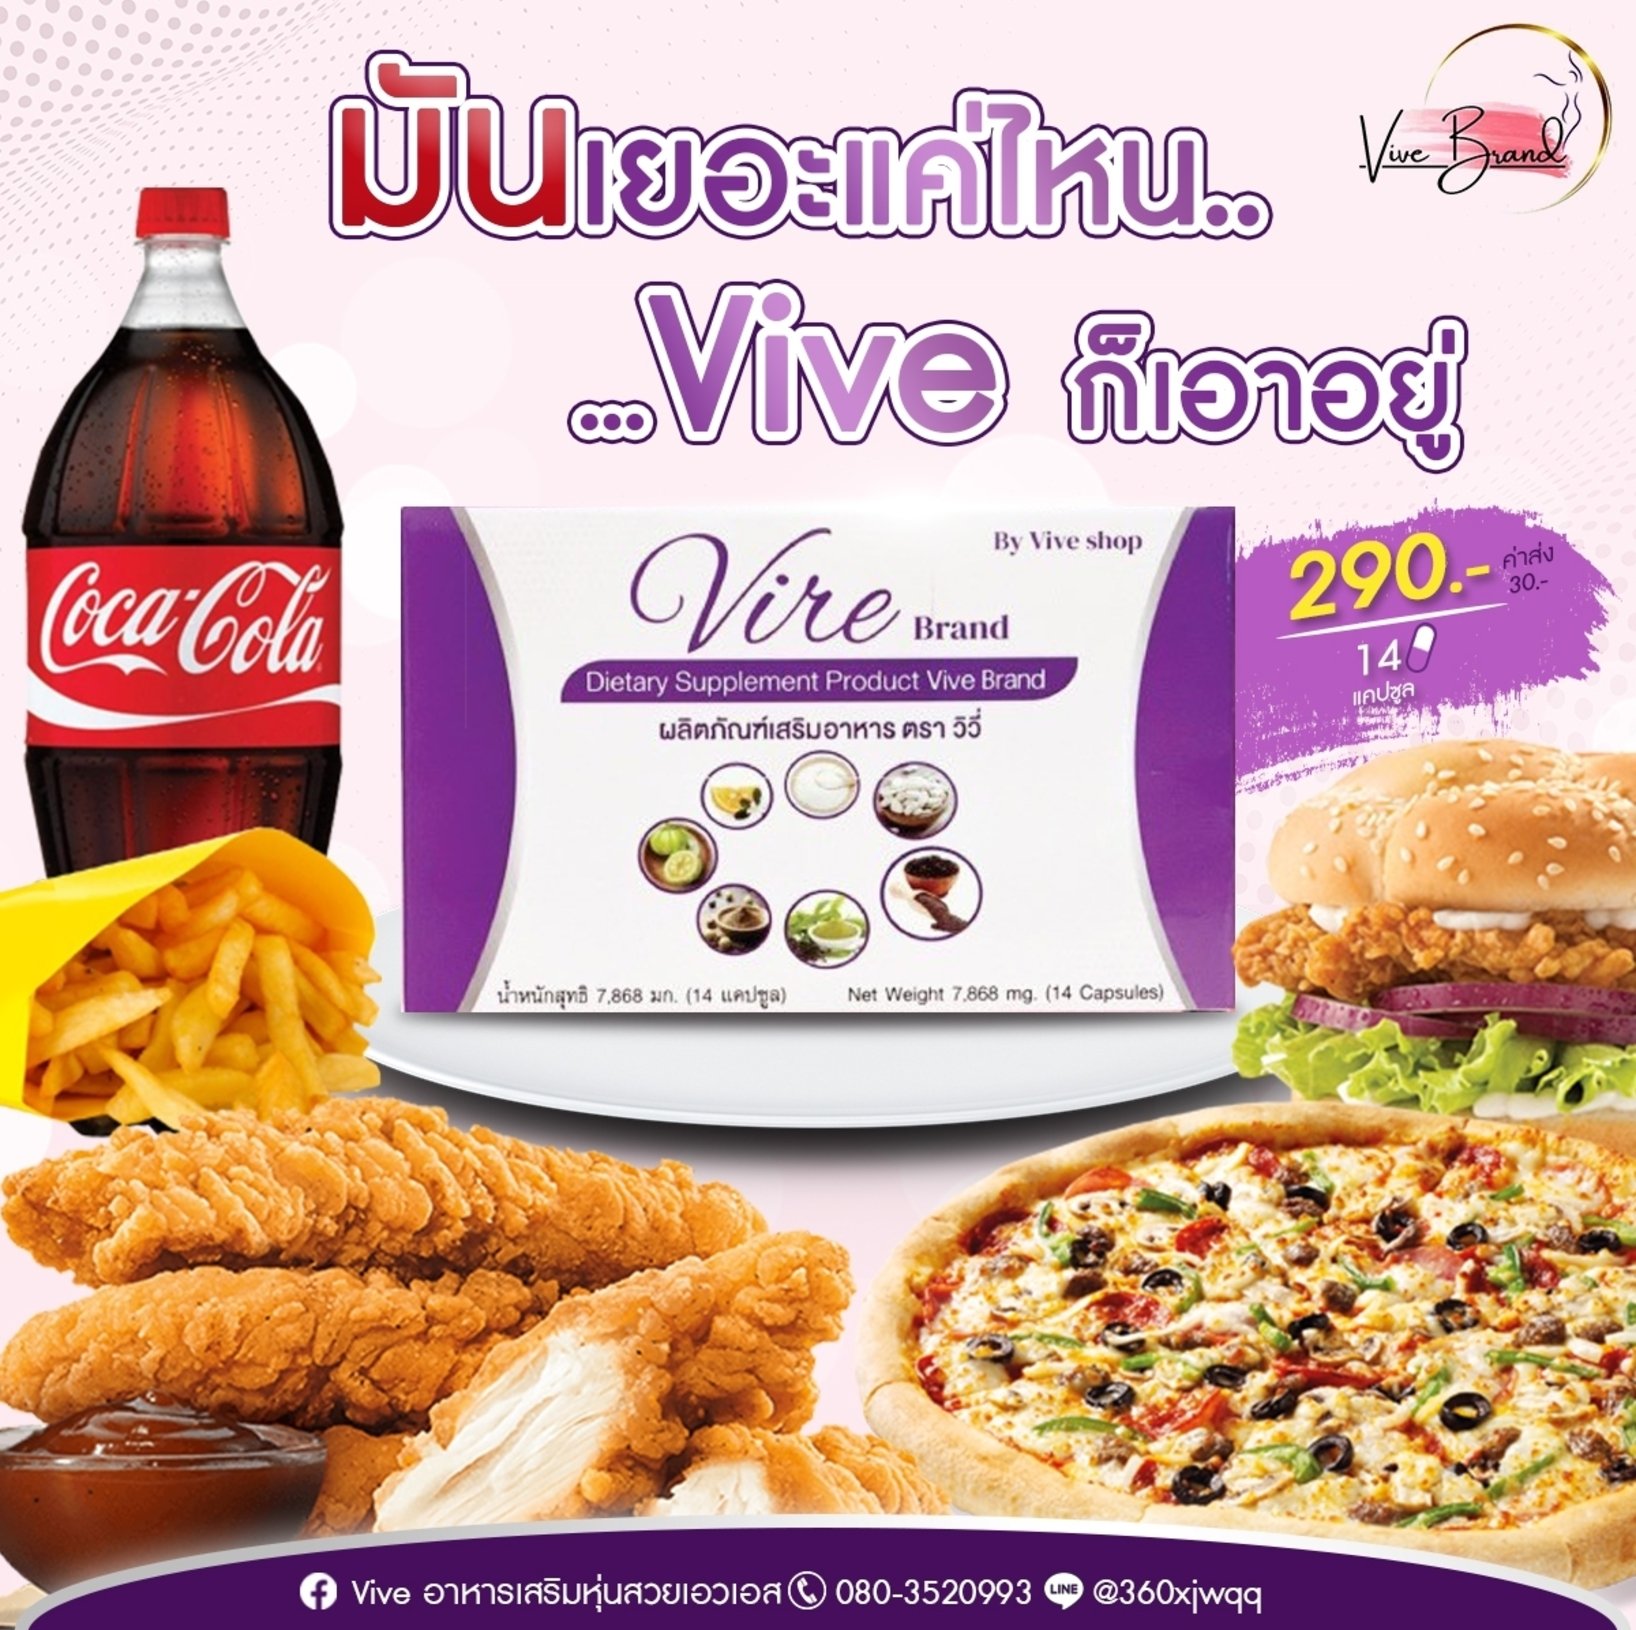 มันเยอะแค่ไหน..
...Vive ก็เอาอยู่
Vive Brand
Coca-Cola
Vire Brand
By Vive shop
Dietary Supplement Product Vive Brand
ผลิตภัณฑ์เสริมอาหาร ตรา วิวี่
น้ำหนักสุทธิ 7,868 มก. (14 แคปซูล)
Net Weight 7,868 mg. (14 Capsules)
290.-
ค่าส่ง
30.-
14
แคปซูล
Vive อาหารเสริมหุ่นสวยเอวเอส 080-3520993 LINE @360xjwqq